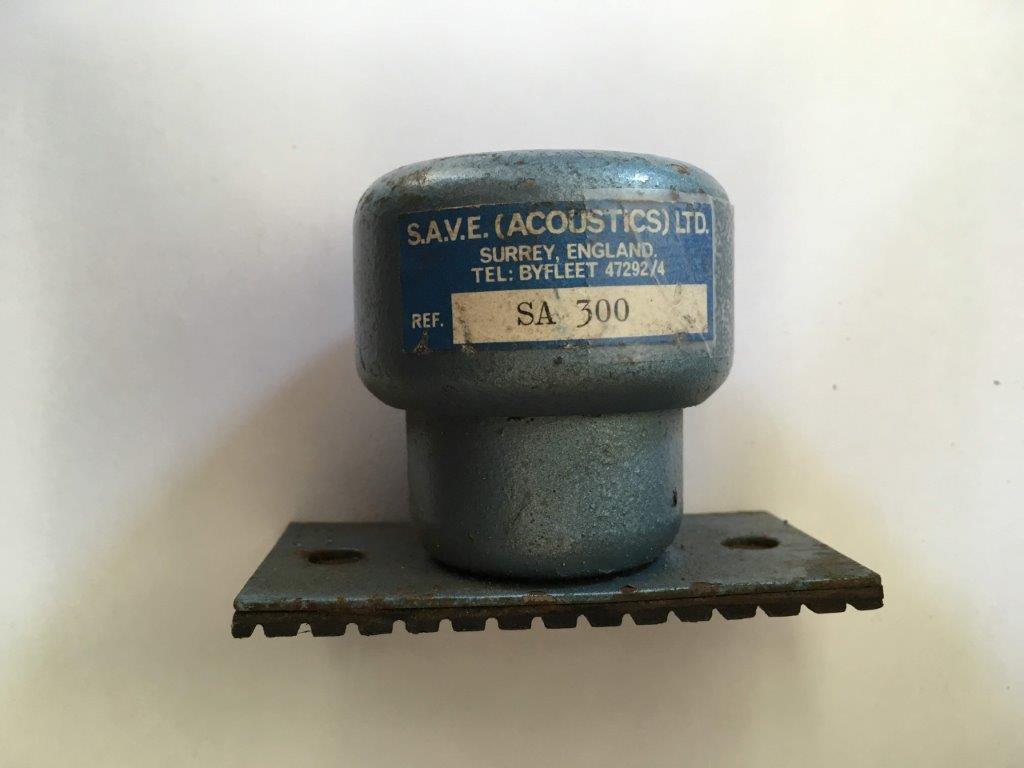 S.A.V.E. (ACOUSTICS) LTD.
SURREY, ENGLAND.
TEL: BYFLEET 47292/4
REF. SA 300